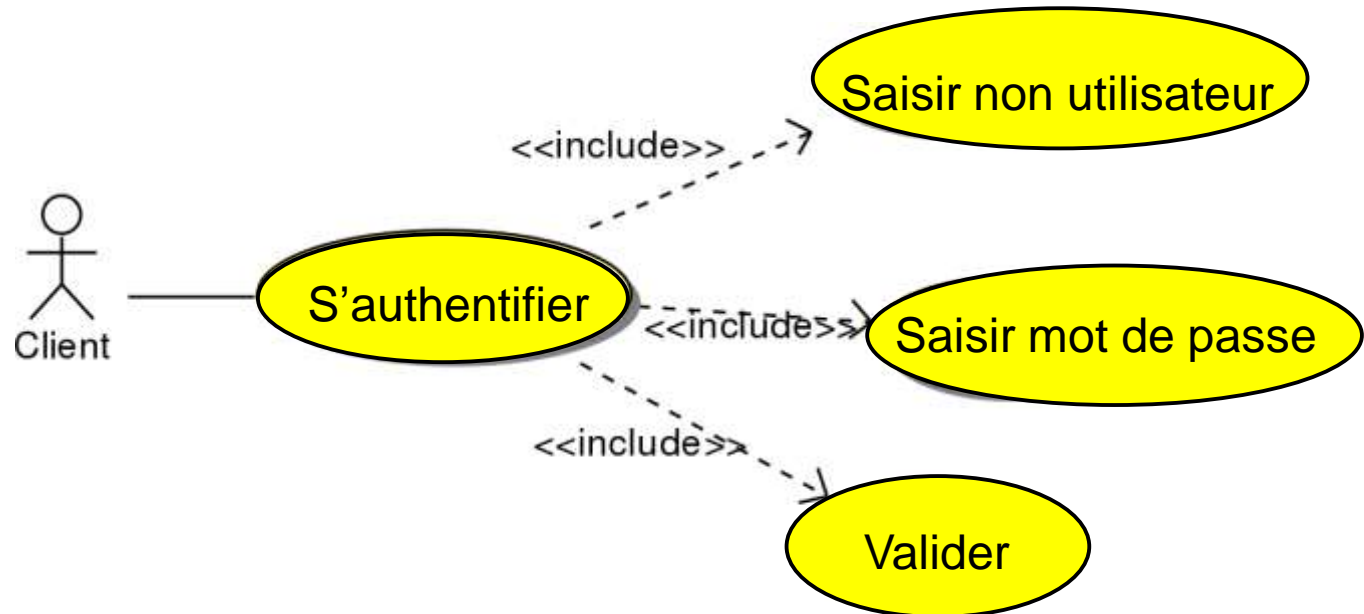 Saisir non utilisateur
<<include>>
Client
S’authentifier
<<include>>
Saisir mot de passe
<<include>>
Valider